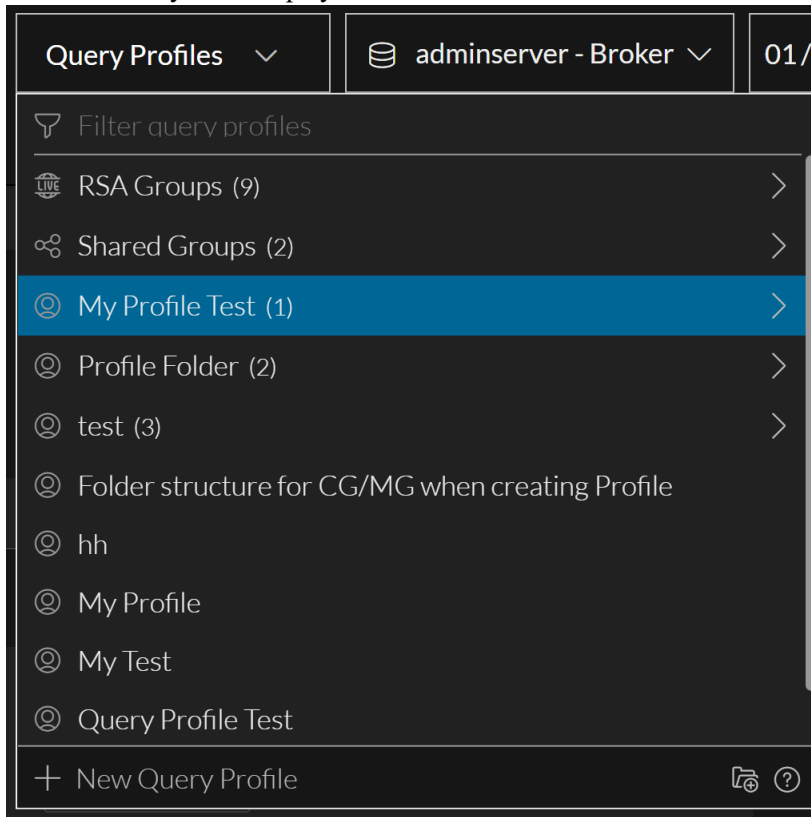 Query Profiles
adminserver - Broker
01/
Filter query profiles
LIVE RSA Groups (9)
Shared Groups (2)
My Profile Test (1)
Profile Folder (2)
test (3)
Folder structure for CG/MG when creating Profile
hh
My Profile
My Test
Query Profile Test
New Query Profile